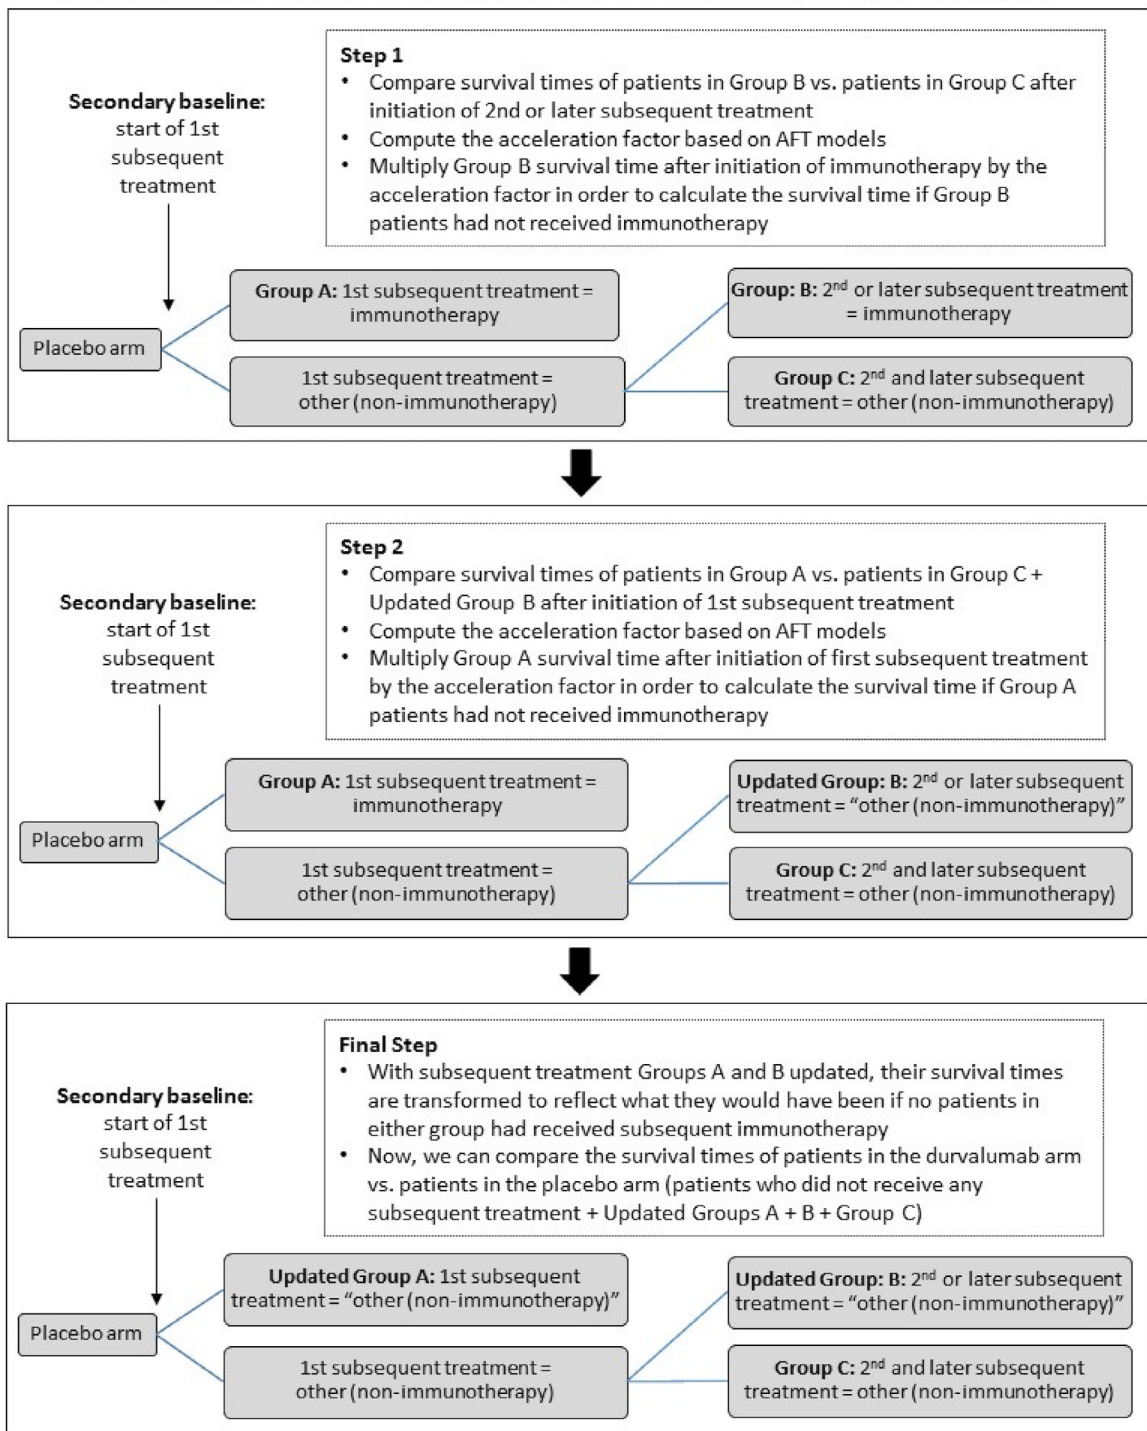 Step 1
• Compare survival times of patients in Group B vs. patients in Group C after
initiation of 2nd or later subsequent treatment
• Compute the acceleration factor based on AFT models
• Multiply Group B survival time after initiation of immunotherapy by the
acceleration factor in order to calculate the survival time if Group B
patients had not received immunotherapy
Secondary baseline:
start of 1st
subsequent
treatment
Placebo arm
Group A: 1st subsequent treatment =
immunotherapy
1st subsequent treatment =
other (non-immunotherapy)
Group: B: 2nd or later subsequent treatment
= immunotherapy
Group C: 2nd and later subsequent
treatment = other (non-immunotherapy)
Step 2
• Compare survival times of patients in Group A vs. patients in Group C +
Updated Group B after initiation of 1st subsequent treatment
• Compute the acceleration factor based on AFT models
• Multiply Group A survival time after initiation of first subsequent treatment
by the acceleration factor in order to calculate the survival time if Group A
patients had not received immunotherapy
Secondary baseline:
start of 1st
subsequent
treatment
Placebo arm
Group A: 1st subsequent treatment =
immunotherapy
1st subsequent treatment =
other (non-immunotherapy)
Updated Group: B: 2nd or later subsequent
treatment = “other (non-immunotherapy)”
Group C: 2nd and later subsequent
treatment = other (non-immunotherapy)
Final Step
• With subsequent treatment Groups A and B updated, their survival times
are transformed to reflect what they would have been if no patients in
either group had received subsequent immunotherapy
• Now, we can compare the survival times of patients in the durvalumab arm
vs. patients in the placebo arm (patients who did not receive any
subsequent treatment + Updated Groups A + B + Group C)
Secondary baseline:
start of 1st
subsequent
treatment
Placebo arm
Updated Group A: 1st subsequent
treatment = “other (non-immunotherapy)”
1st subsequent treatment =
other (non-immunotherapy)
Updated Group: B: 2nd or later subsequent
treatment = “other (non-immunotherapy)”
Group C: 2nd and later subsequent
treatment = other (non-immunotherapy)